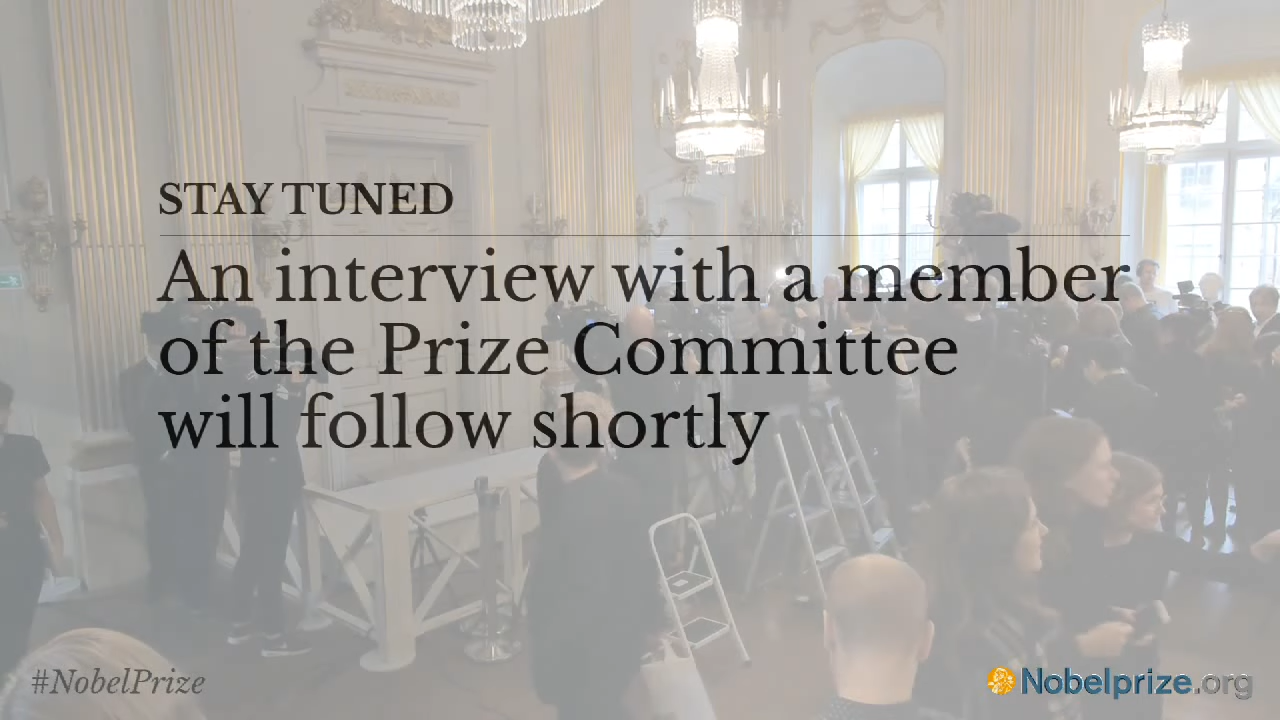 STAY TUNED
An interview with a member
of the Prize Committee
will follow shortly
#NobelPrize
Nobelprize.org